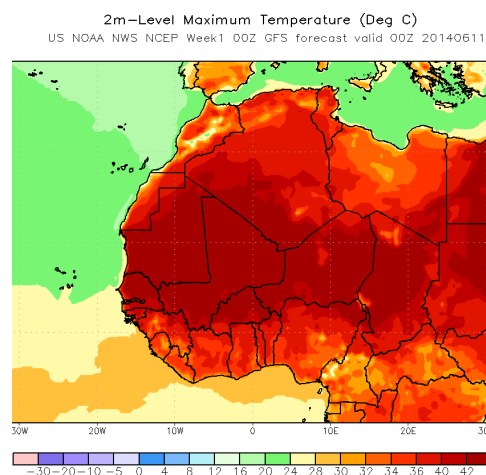 2m-Level Maximum Temperature (Deg C)
US NOAA NWS NCEP Week1 00Z GFS forecast valid 00Z 20140611
30W 20W 10W 0 10E 20E 30E
-30 -20 -10 -5 0 4 8 12 16 20 24 28 30 32 34 36 40 42